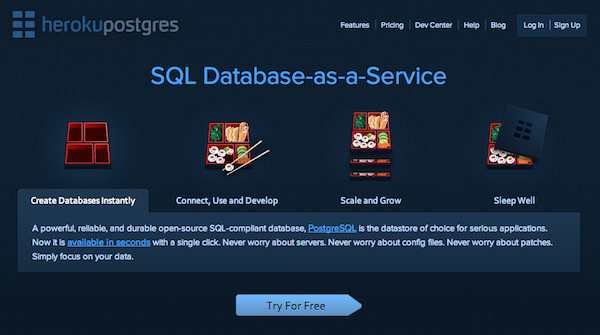 herokupostgres
Features Pricing Dev Center Help Blog Log In Sign Up
SQL Database-as-a-Service
Create Databases Instantly Connect, Use and Develop Scale and Grow Sleep Well
A powerful, reliable, and durable open-source SQL-compliant database, PostgreSQL is the datastore of choice for serious applications.
Now it is available in seconds with a single click. Never worry about servers. Never worry about config files. Never worry about patches.
Simply focus on your data.
Try For Free